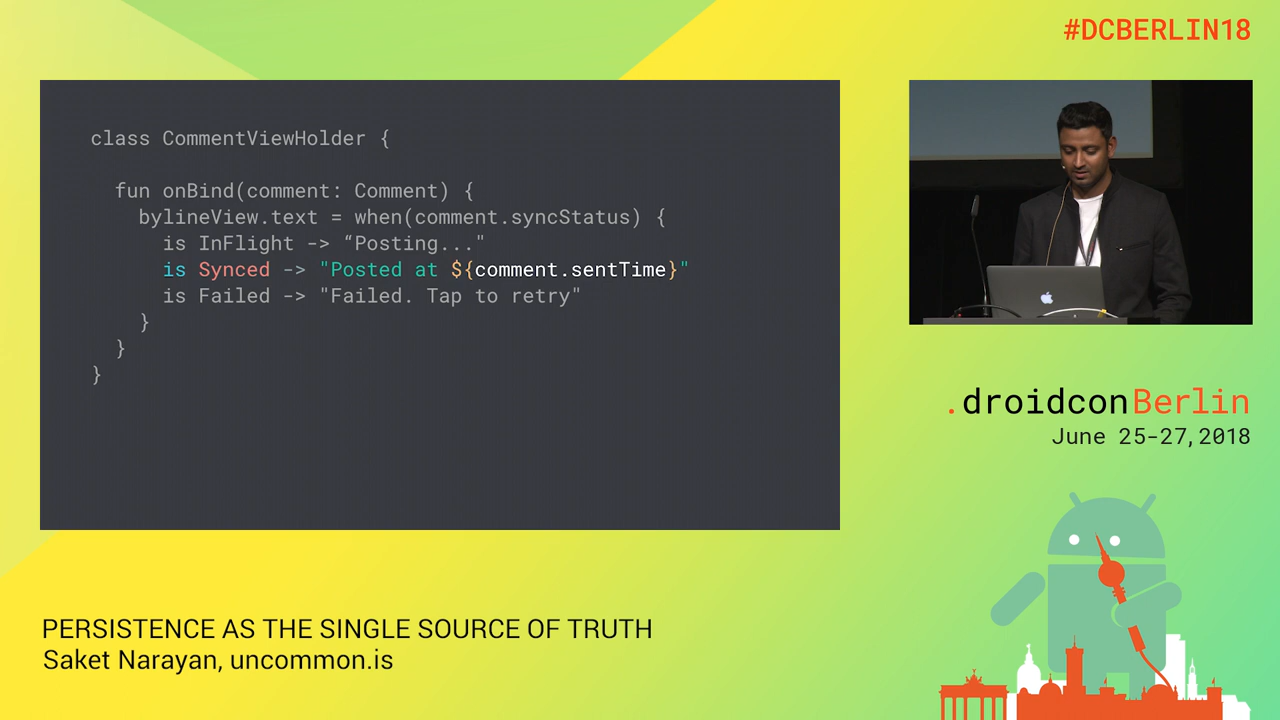 #DCBERLIN18
class CommentViewHolder {
fun onBind(comment: Comment) {
bylineView.text = when(comment.syncStatus) {
is InFlight -> “Posting..."
is Synced -> "Posted at ${comment.sentTime}"
is Failed -> "Failed. Tap to retry"
}
}
}
.droidconBerlin
June 25-27, 2018
PERSISTENCE AS THE SINGLE SOURCE OF TRUTH
Saket Narayan, uncommon.is